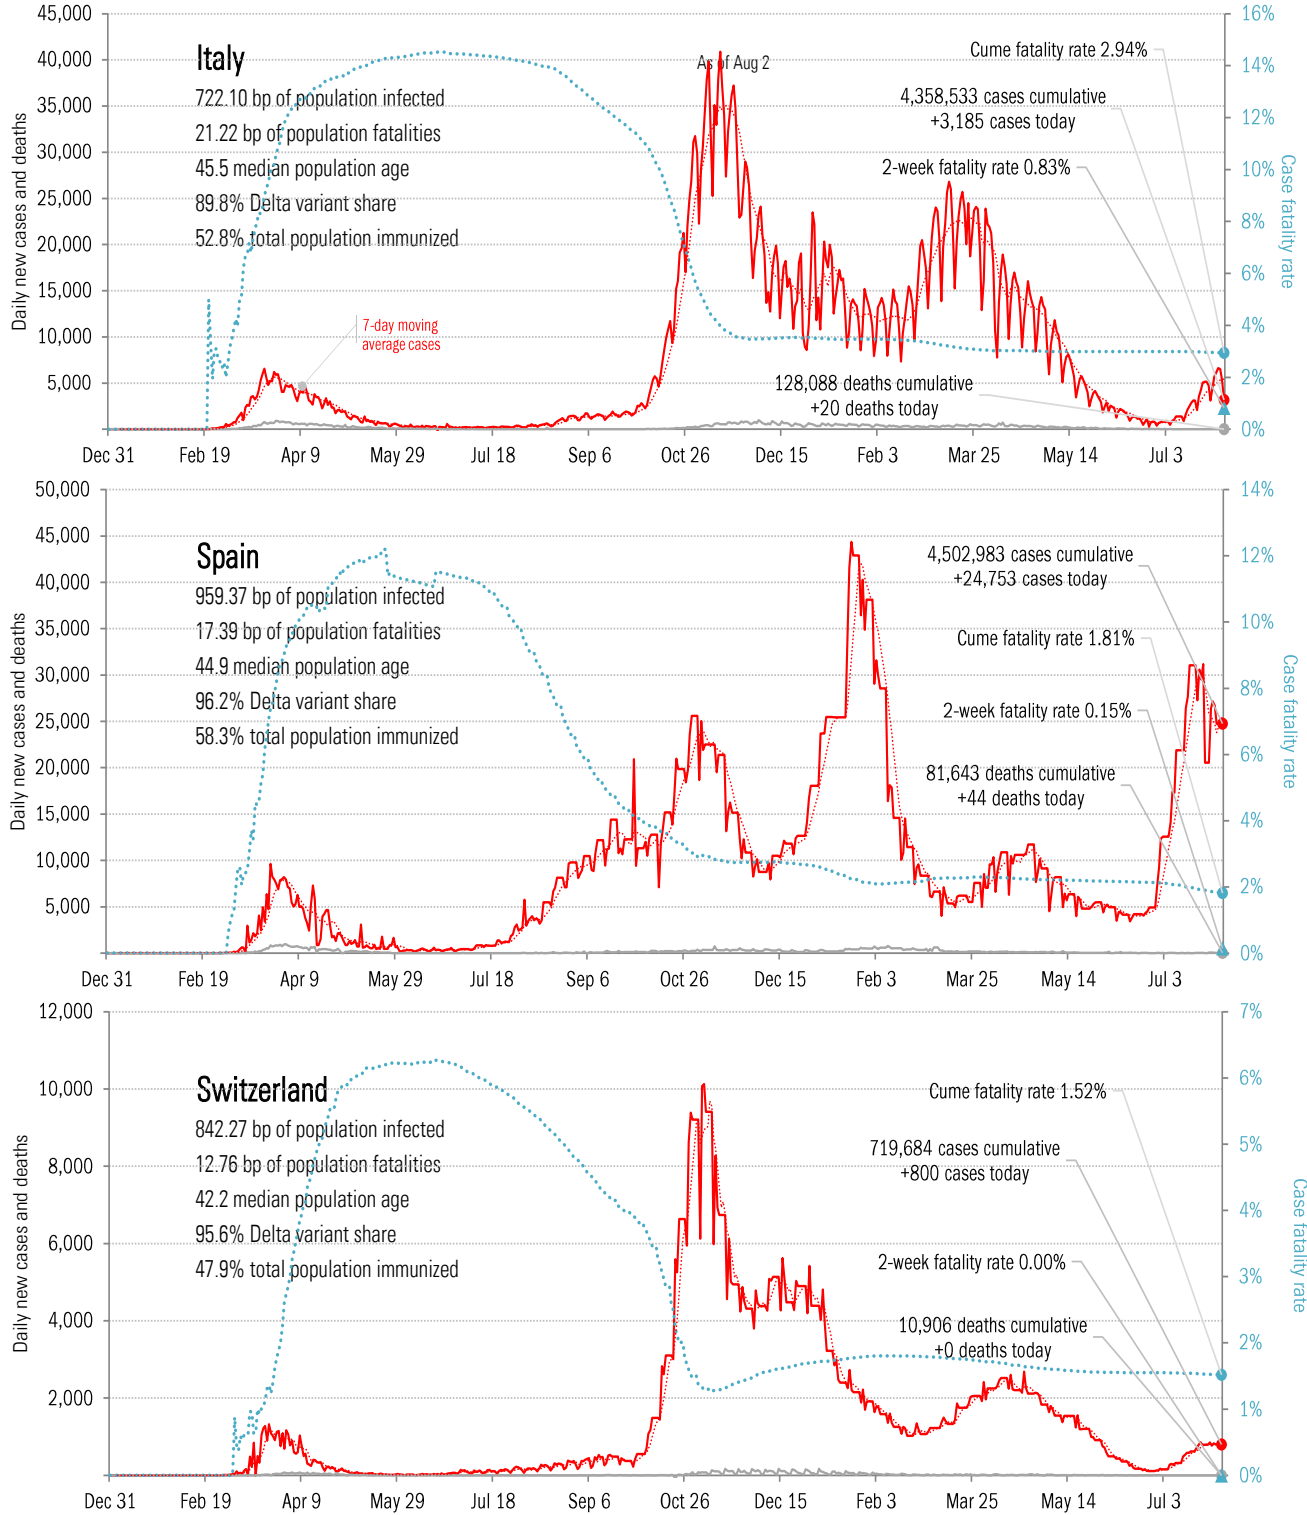 45,000
40,000
35,000
30,000
25,000
20,000
15,000
10,000
5,000
Daily new cases and deaths
16%
14%
12%
10%
8%
6%
4%
2%
0%
Case fatality rate
Italy
722.10 bp of population infected
21.22 bp of population fatalities
45.5 median population age
89.8% Delta variant share
52.8% total population immunized
As of Aug 2
Cume fatality rate 2.94%
4,358,533 cases cumulative
+3,185 cases today
2-week fatality rate 0.83%
7-day moving
average cases
128,088 deaths cumulative
+20 deaths today
Dec 31 Feb 19 Apr 9 May 29 Jul 18 Sep 6 Oct 26 Dec 15 Feb 3 Mar 25 May 14 Jul 3
50,000
45,000
40,000
35,000
30,000
25,000
20,000
15,000
10,000
5,000
Daily new cases and deaths
14%
12%
10%
8%
6%
4%
2%
0%
Case fatality rate
Spain
959.37 bp of population infected
17.39 bp of population fatalities
44.9 median population age
96.2% Delta variant share
58.3% total population immunized
4,502,983 cases cumulative
+24,753 cases today
Cume fatality rate 1.81%
2-week fatality rate 0.15%
81,643 deaths cumulative
+44 deaths today
Dec 31 Feb 19 Apr 9 May 29 Jul 18 Sep 6 Oct 26 Dec 15 Feb 3 Mar 25 May 14 Jul 3
12,000
10,000
8,000
6,000
4,000
2,000
Daily new cases and deaths
7%
6%
5%
4%
3%
2%
1%
0%
Case fatality rate
Switzerland
842.27 bp of population infected
12.76 bp of population fatalities
42.2 median population age
95.6% Delta variant share
47.9% total population immunized
Cume fatality rate 1.52%
719,684 cases cumulative
+800 cases today
2-week fatality rate 0.00%
10,906 deaths cumulative
+0 deaths today
Dec 31 Feb 19 Apr 9 May 29 Jul 18 Sep 6 Oct 26 Dec 15 Feb 3 Mar 25 May 14 Jul 3